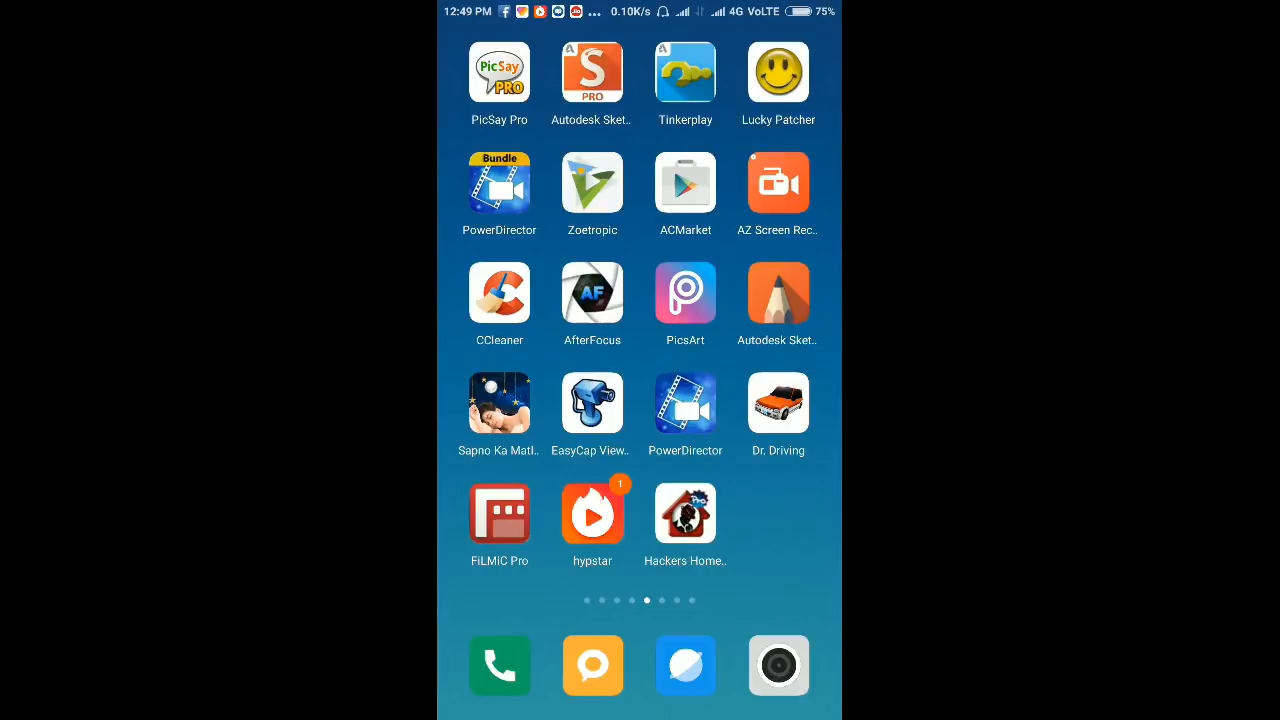 12:49 PM ... 0.10K/s 4G VoLTE 75%
PicSay
PRO
PicSay Pro
S
PRO
Autodesk Sket..
Tinkerplay
Lucky Patcher
Bundle
PowerDirector
Zoetropic
ACMarket
AZ Screen Rec..
CCleaner
AF
AfterFocus
PicsArt
Autodesk Sket..
Sapno Ka Matl..
EasyCap View..
PowerDirector
Dr. Driving
FiLMiC Pro
1
hypstar
Pro
Hackers Home..